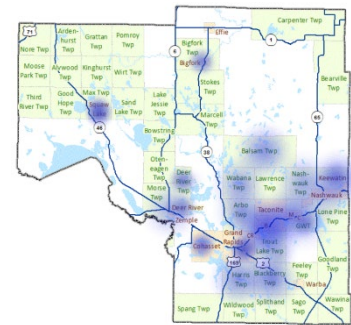 71
Effie
Carpenter Twp
1
6
Nore Twp
Arden-
hurst
Twp
Grattan
Twp
Pomroy
Twp
Bigfork
Twp
Bigfork
Moose
Park Twp
Alvwood
Twp
Kinghurst
Twp
Wirt Twp
Stokes
Twp
Bearville
Twp
Third
River Twp
Good
Hope
Twp
Max Twp
Squaw
Lake
Sand
Lake Twp
Lake
Jessie
Twp
Marcell
Twp
65
46
Bowstring
Twp
38
Balsam Twp
Oten-
eagen
Twp
Deer
River
Twp
Wabana
Twp
Lawrence
Twp
Nash-
wauk
Twp
Keewatin
Morse
Twp
Nashwauk
Deer River
Zemple
Arbo
Twp
Taconite
Lone Pine
Twp
GWT
Cohasset
Grand
Rapids
Trout
Lake Twp
169
2
Harris
Twp
Blackberry
Twp
Feeley
Twp
Goodland
Twp
Warba
Spang Twp
Wildwood
Twp
Splithand
Twp
Sago
Twp
Wawina
Twp